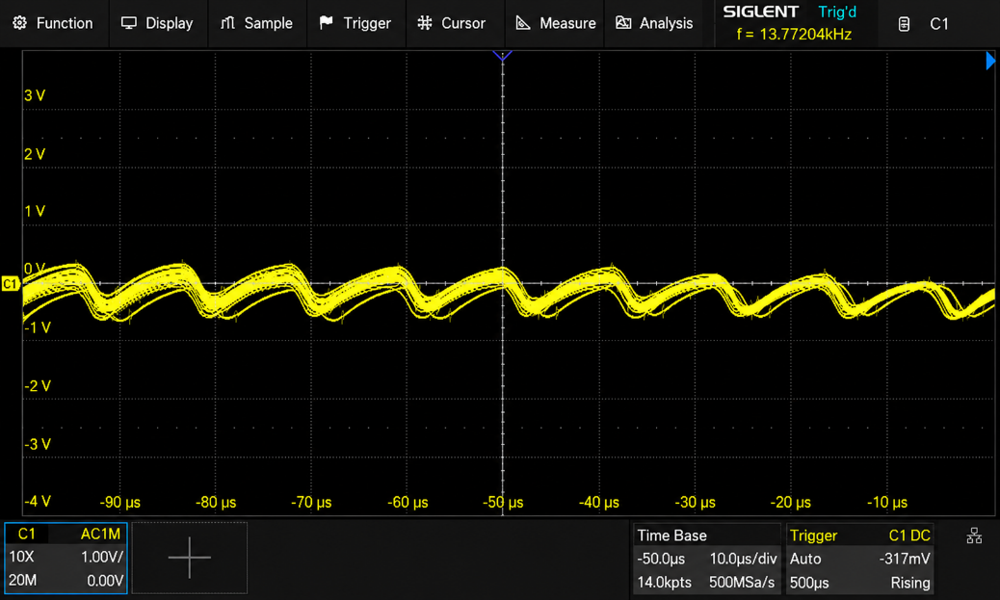 Function Display Sample Trigger Cursor Measure Analysis SIGLENT Trig'd C1
f = 13.77204kHz
3 V
2 V
1 V
0 V
C1
-1 V
-2 V
-3 V
-4 V -90 µs -80 µs -70 µs -60 µs -50 µs -40 µs -30 µs -20 µs -10 µs
C1 AC1M
10X 1.00V/
20M 0.00V
Time Base
-50.0µs 10.0µs/div
14.0kpts 500MSa/s
Trigger C1 DC
Auto -317mV
500µs Rising